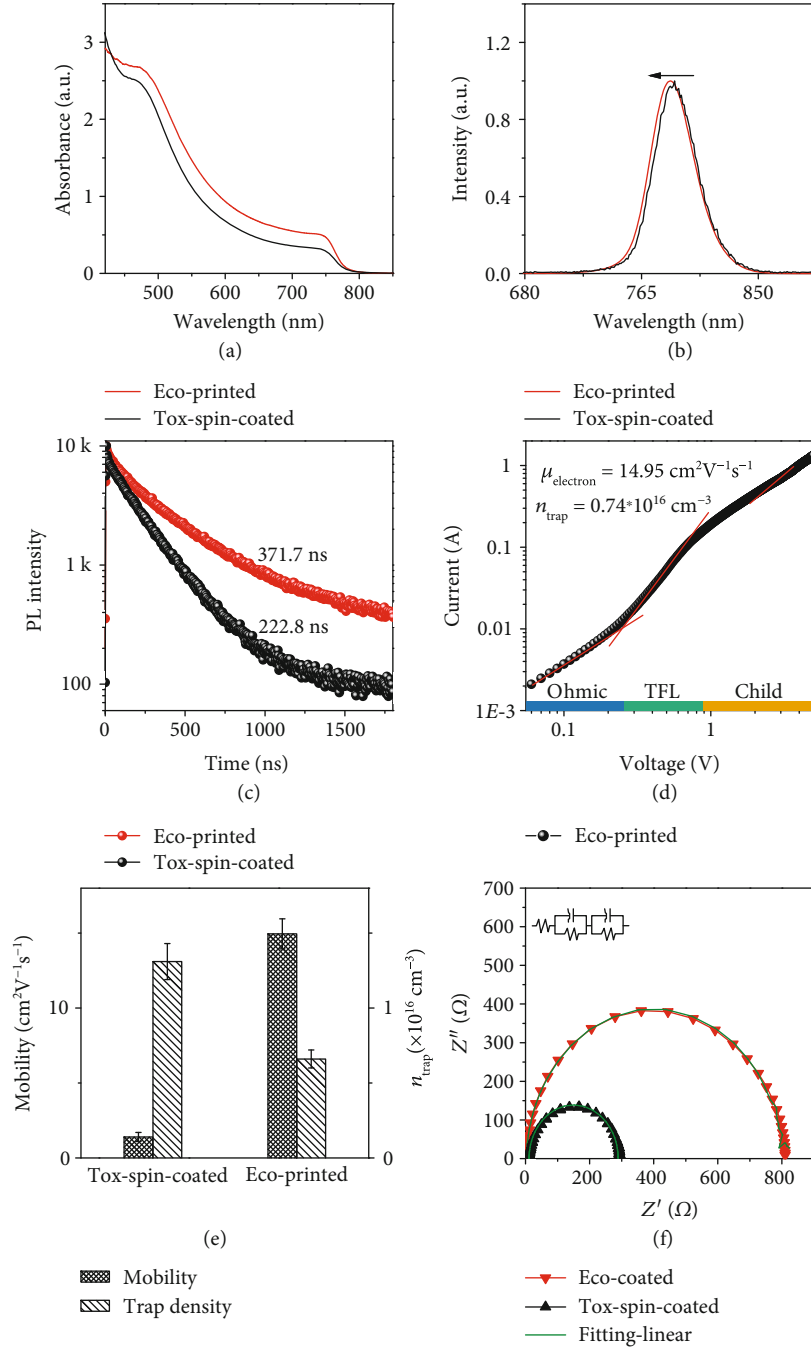 3
2
1
0
Absorbance (a.u.)
500 600 700 800
Wavelength (nm)
(a)
Eco-printed
Tox-spin-coated
1.2
0.8
0.4
0.0
Intensity (a.u.)
680 765 850
Wavelength (nm)
(b)
Eco-printed
Tox-spin-coated
10 k
1 k
100
PL intensity
371.7 ns
222.8 ns
0 500 1000 1500
Time (ns)
(c)
Eco-printed
Tox-spin-coated
1
0.1
0.01
1E-3
Current (A)
μelectron = 14.95 cm²V⁻¹s⁻¹
ntrap = 0.74*10¹⁶ cm⁻³
Ohmic TFL Child
0.1 1
Voltage (V)
(d)
Eco-printed
10
0
Mobility (cm²V⁻¹s⁻¹)
1
0
ntrap (×10¹⁶ cm⁻³)
Tox-spin-coated Eco-printed
(e)
Mobility
Trap density
700
600
500
400
300
200
100
0
Z″ (Ω)
0 200 400 600 800
Z′ (Ω)
(f)
Eco-coated
Tox-spin-coated
Fitting-linear